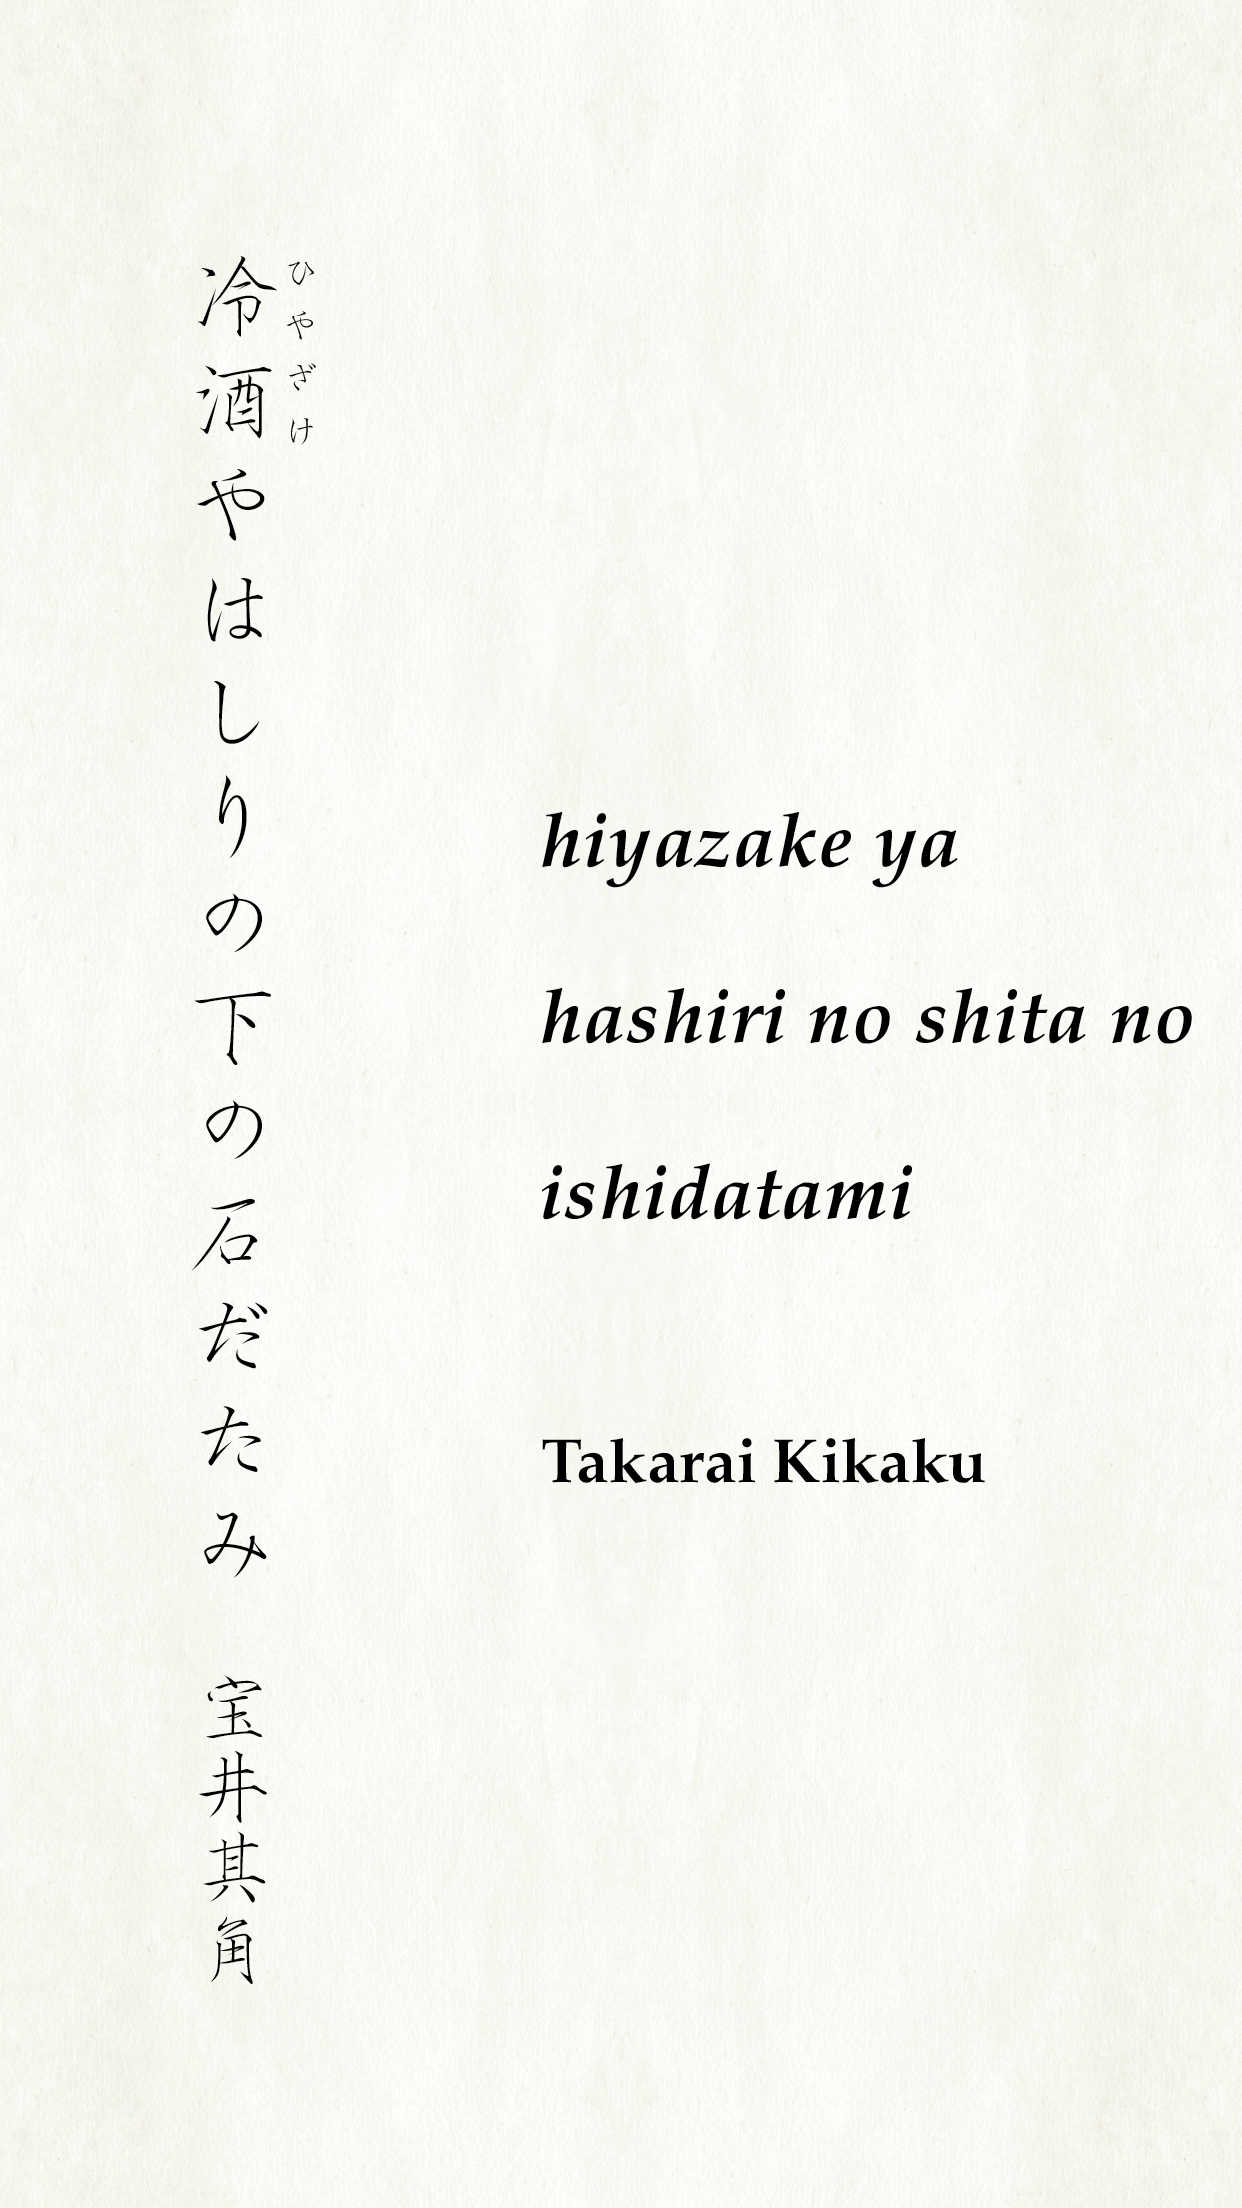 冷酒やはしりの下の石だたみ　宝井其角
ひやざけ
hiyazake ya
hashiri no shita no
ishidatami
Takarai Kikaku